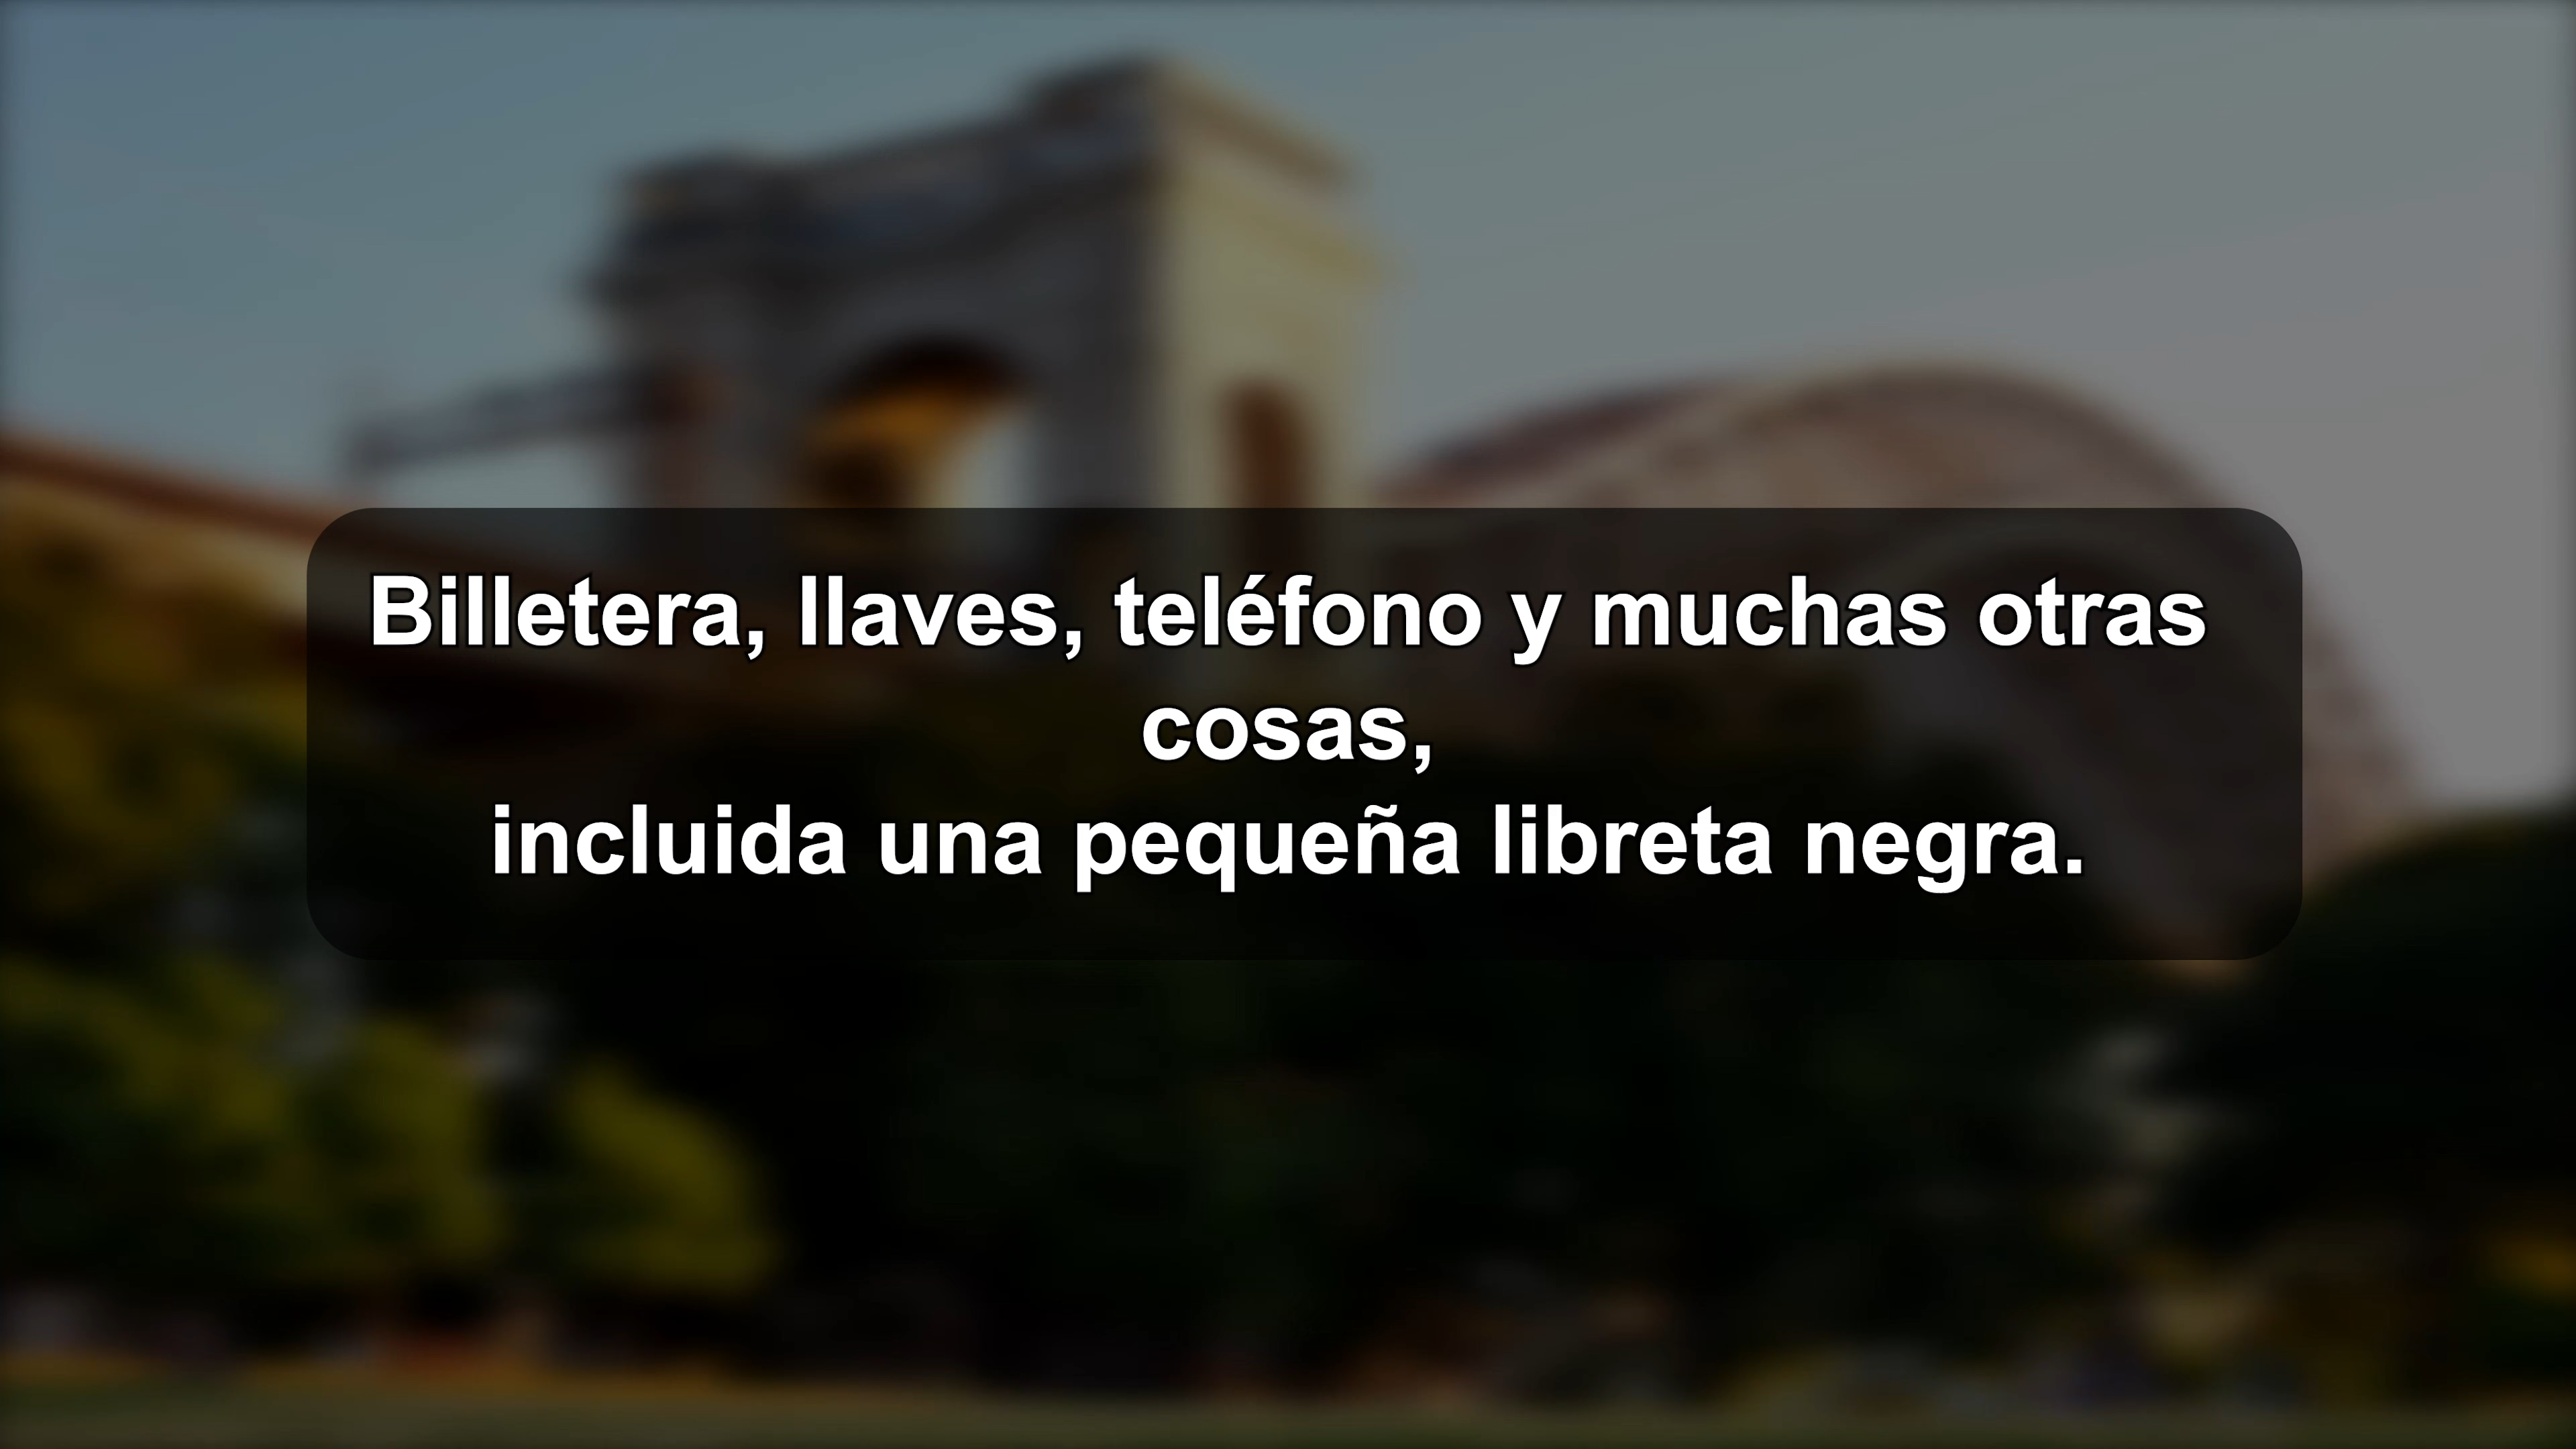 Billetera, llaves, teléfono y muchas otras
cosas,
incluida una pequeña libreta negra.